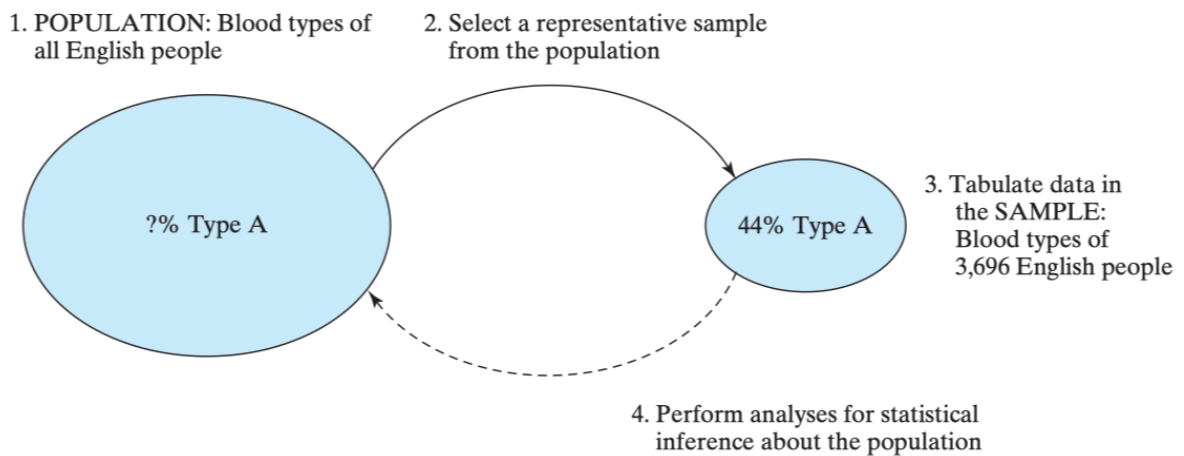 1. POPULATION: Blood types of
all English people
2. Select a representative sample
from the population
?% Type A
44% Type A
3. Tabulate data in
the SAMPLE:
Blood types of
3,696 English people
4. Perform analyses for statistical
inference about the population